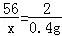 56/x = 2/0.4g